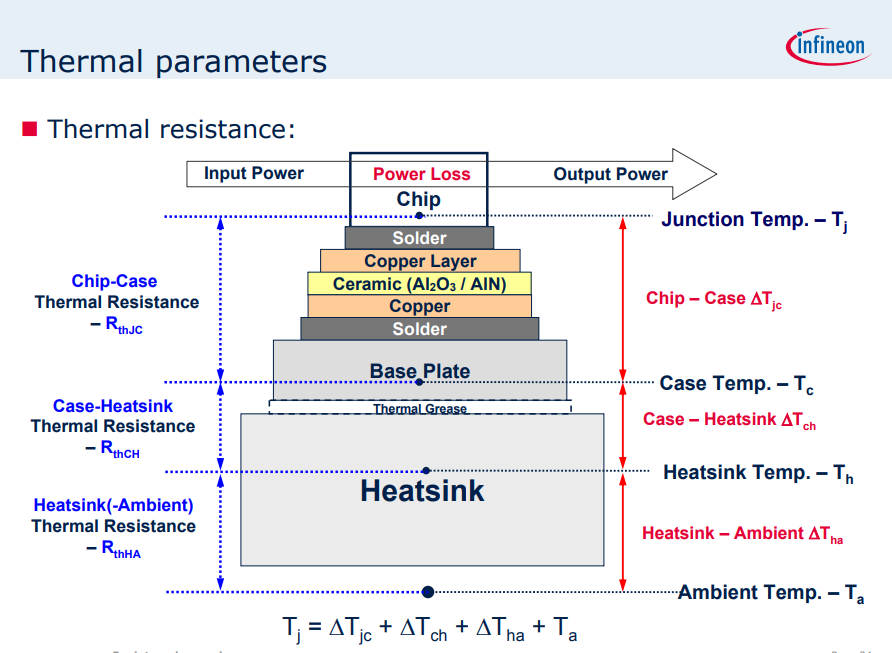 Thermal parameters
infineon
Thermal resistance:
Input Power
Power Loss
Output Power
Chip
Junction Temp. – Tj
Solder
Copper Layer
Ceramic (Al2O3 / AlN)
Copper
Solder
Chip-Case
Thermal Resistance
– RthJC
Chip – Case ΔTjc
Base Plate
Case Temp. – Tc
Thermal Grease
Case-Heatsink
Thermal Resistance
– RthCH
Case – Heatsink ΔTch
Heatsink
Heatsink Temp. – Th
Heatsink(-Ambient)
Thermal Resistance
– RthHA
Heatsink – Ambient ΔTha
Ambient Temp. – Ta
Tj = ΔTjc + ΔTch + ΔTha + Ta